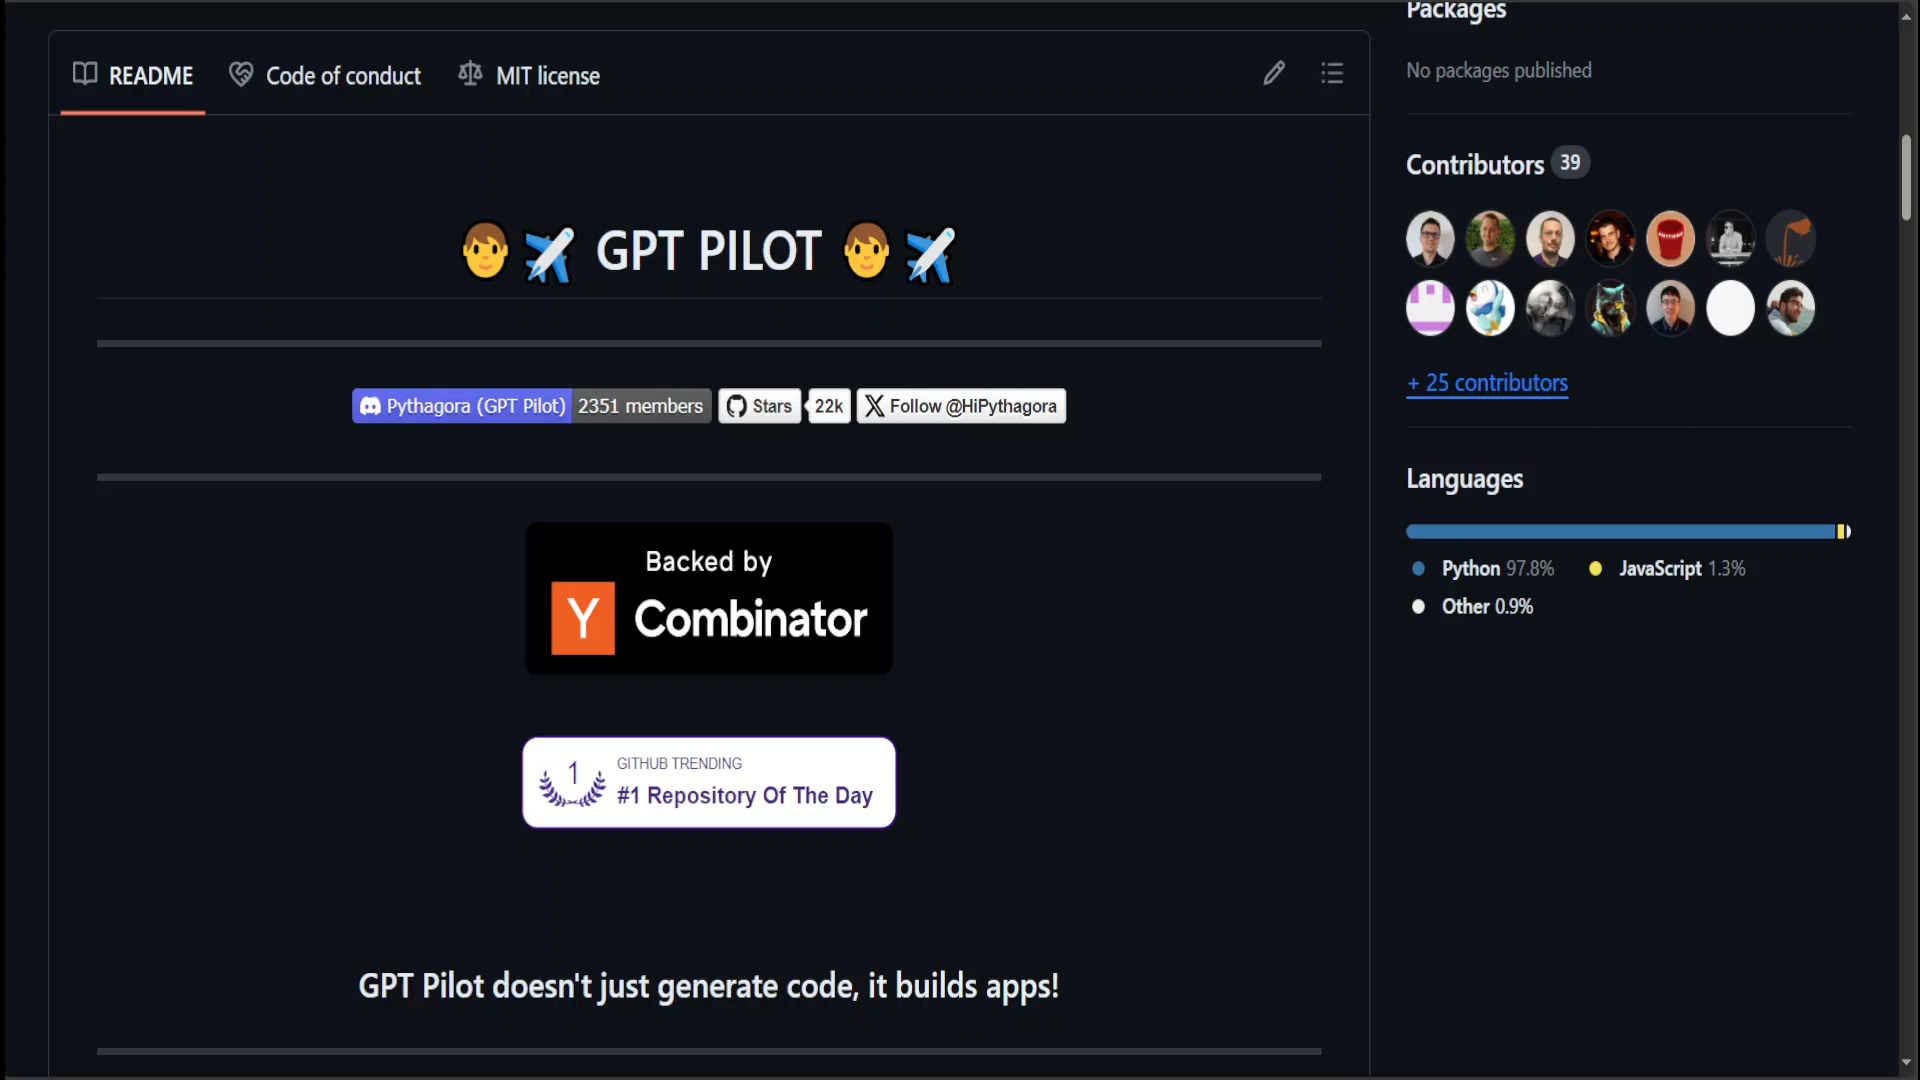 Packages
No packages published
README Code of conduct MIT license
Contributors 39
GPT PILOT
+ 25 contributors
Pythagora (GPT Pilot) 2351 members Stars 22k Follow @HiPythagora
Languages
Python 97.8% JavaScript 1.3%
Other 0.9%
Backed by
Y Combinator
1 GITHUB TRENDING
#1 Repository Of The Day
GPT Pilot doesn't just generate code, it builds apps!